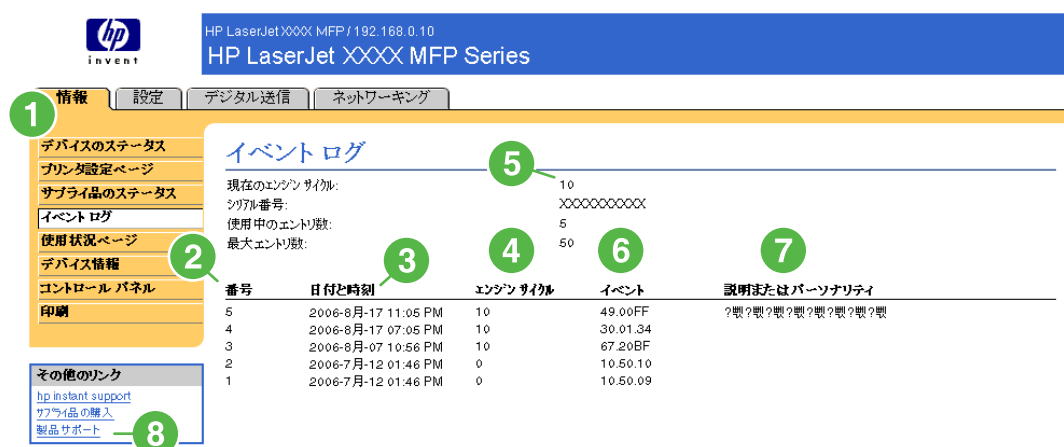 hp
invent
HP LaserJet XXXX MFP / 192.168.0.10
HP LaserJet XXXX MFP Series
情報 設定 デジタル送信 ネットワーキング
1
デバイスのステータス
プリンタ設定ページ
サプライ品のステータス
イベント ログ
使用状況ページ
デバイス情報
コントロール パネル
印刷
その他のリンク
hp instant support
サプライ品の購入
製品サポート
8
イベント ログ
5
現在のエンジン サイクル: 10
シリアル番号: XXXXXXXXXX
使用中のエントリ数: 5
最大エントリ数: 50
2 3 4 6 7
番号 日付と時刻 エンジン サイクル イベント 説明またはパーソナリティ
5 2006-8月-17 11:05 PM 10 49.00FF ?뿻?뿻?뿻?뿻?뿻?뿻?뿻?뿻
4 2006-8月-17 07:05 PM 10 30.01.34
3 2006-8月-07 10:56 PM 10 67.20BF
2 2006-7月-12 01:46 PM 0 10.50.10
1 2006-7月-12 01:46 PM 0 10.50.09